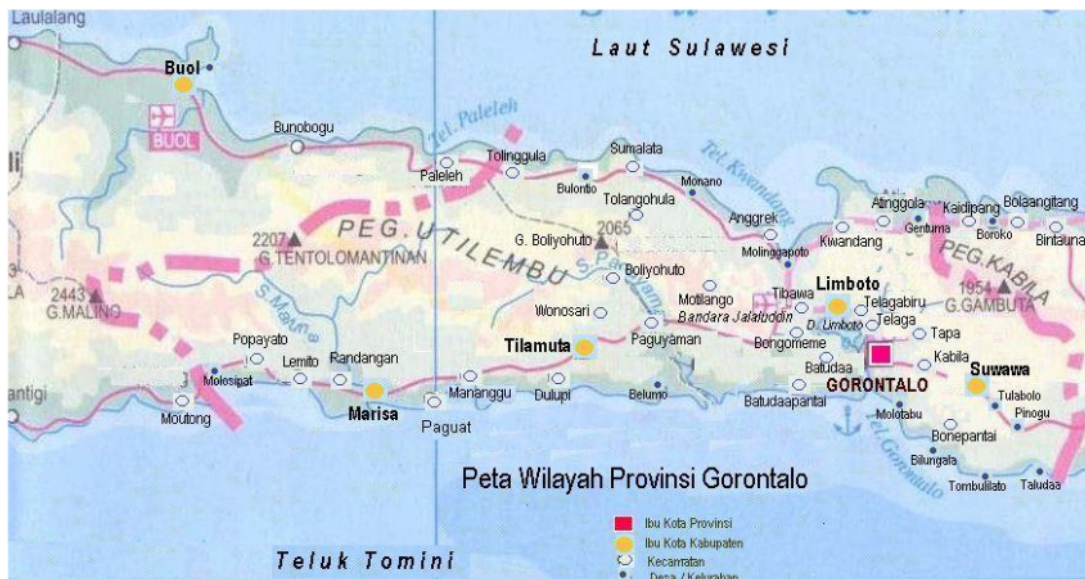 Laulalang
Laut Sulawesi
Buol
BUOL
Bunobogu
Tel. Paleleh
Paleleh
Tolinggula
Sumalata
Bulontio
Monano
Tel. Kwandang
Tolangohula
Anggrek
Kwandang
Atinggola
Gentuma
Kaidipang
Boroko
Bolaangitang
Bintauna
PEG. UTILEMBU
2207
G.TENTOLOMANTINAN
2065
G. Boliyohuto
Molinggapoto
PEG.KABILA
2443
G.MALINO
S.Malma
Boliyohuto
Motilango
Bandara Jalaluddin
Tibawa
Limboto
Telagabiru
D. Limboto
Telaga
1954
G.GAMBUTA
Wonosari
Paguyaman
Bongomeme
Tapa
Popayato
Lemito
Randangan
Tilamuta
Batudaa
GORONTALO
Kabila
Suwawa
Molosipat
Marisa
Mananggu
Dulupi
Belumo
Batudaapantai
Molotabu
Tulabolo
Pinogu
antigi
Moutong
Paguat
Bonepantai
Tel. Gorontalo
Bilungala
Tombulilato
Taludaa
Peta Wilayah Provinsi Gorontalo
Ibu Kota Provinsi
Ibu Kota Kabupaten
Kecamatan
Desa / Kelurahan
Teluk Tomini